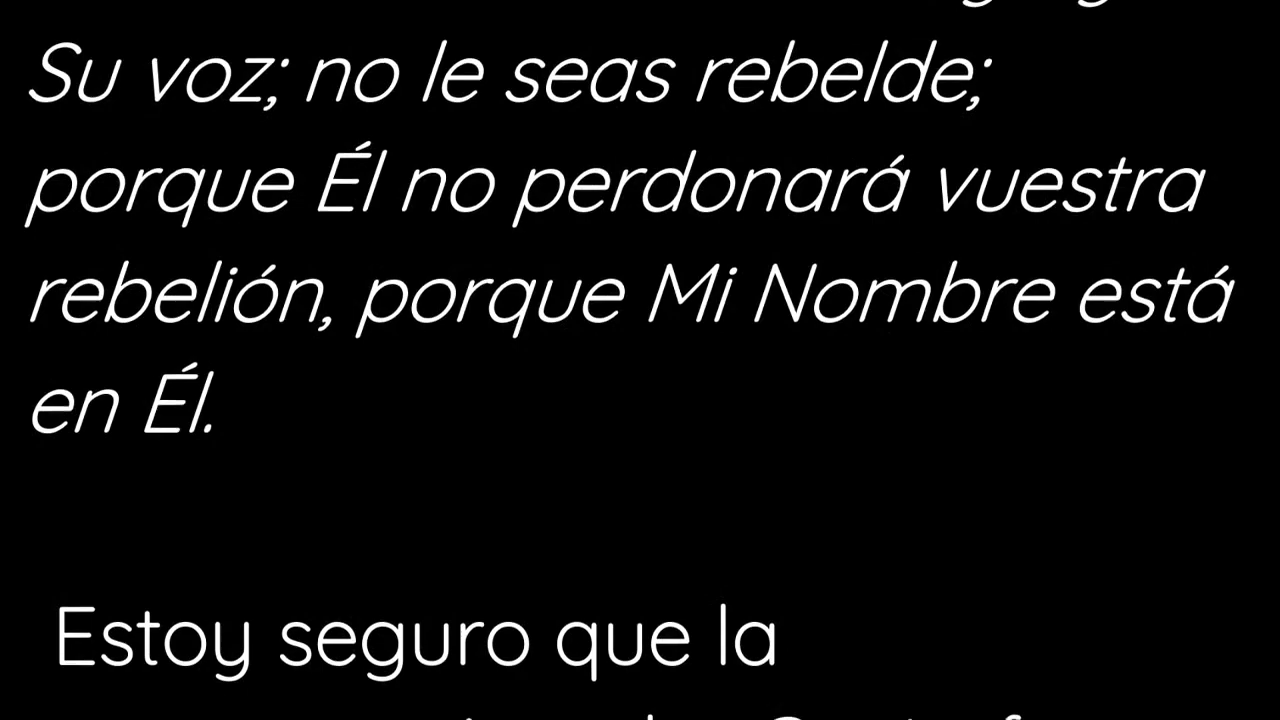 Su voz; no le seas rebelde;
porque Él no perdonará vuestra
rebelión, porque Mi Nombre está
en Él.
Estoy seguro que la